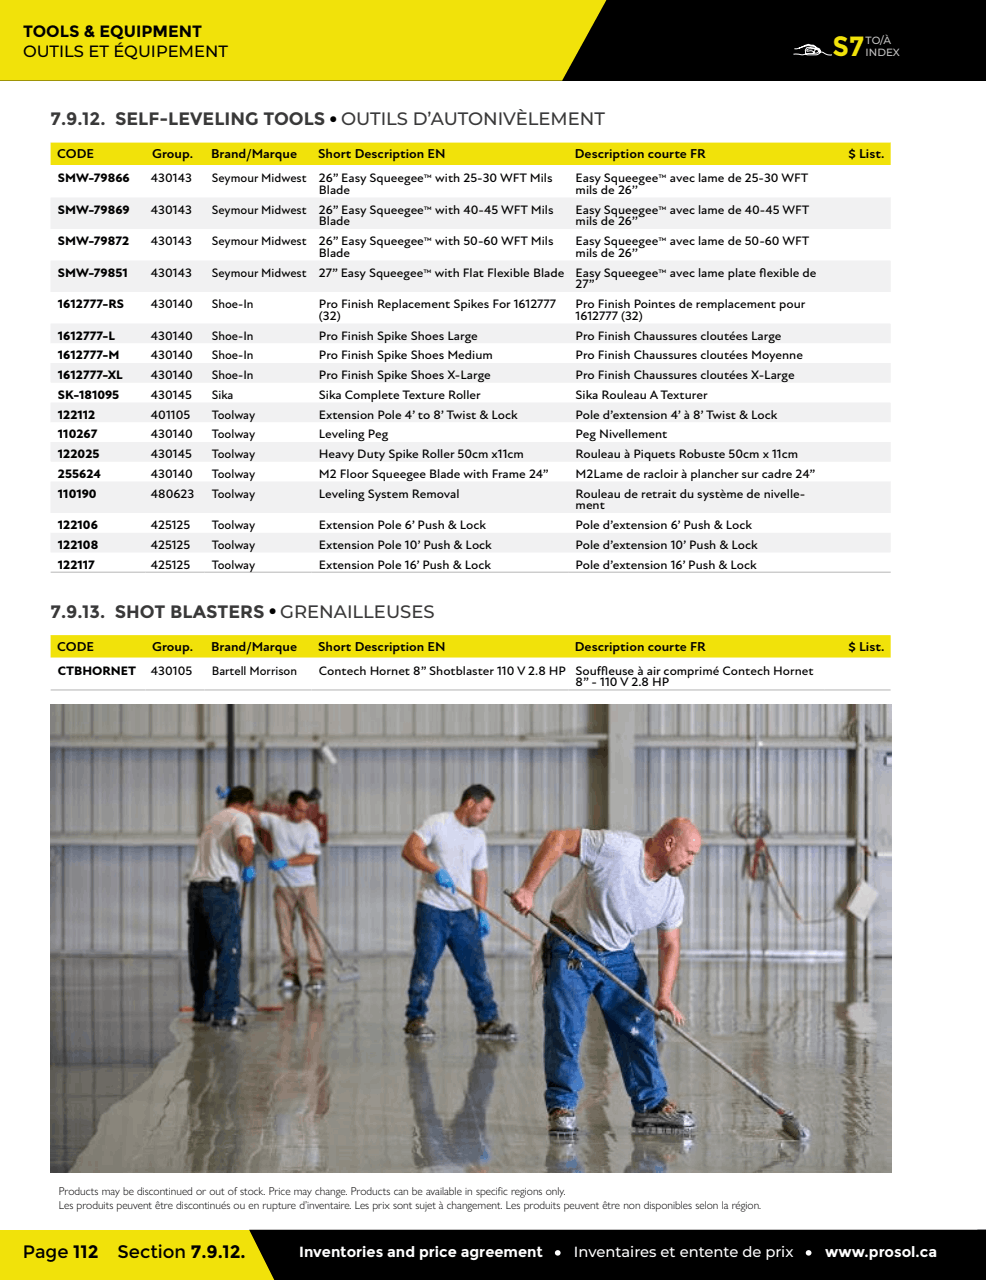 TOOLS & EQUIPMENT
OUTILS ET ÉQUIPEMENT
S7 TO/À
INDEX
7.9.12. SELF-LEVELING TOOLS • OUTILS D’AUTONIVÈLEMENT
CODE Group. Brand/Marque Short Description EN Description courte FR $ List.
SMW-79866 430143 Seymour Midwest 26” Easy Squeegee™ with 25-30 WFT Mils Easy Squeegee™ avec lame de 25-30 WFT
Blade mils de 26”
SMW-79869 430143 Seymour Midwest 26” Easy Squeegee™ with 40-45 WFT Mils Easy Squeegee™ avec lame de 40-45 WFT
Blade mils de 26”
SMW-79872 430143 Seymour Midwest 26” Easy Squeegee™ with 50-60 WFT Mils Easy Squeegee™ avec lame de 50-60 WFT
Blade mils de 26”
SMW-79851 430143 Seymour Midwest 27” Easy Squeegee™ with Flat Flexible Blade Easy Squeegee™ avec lame plate flexible de
27”
1612777-RS 430140 Shoe-In Pro Finish Replacement Spikes For 1612777 Pro Finish Pointes de remplacement pour
(32) 1612777 (32)
1612777-L 430140 Shoe-In Pro Finish Spike Shoes Large Pro Finish Chaussures cloutées Large
1612777-M 430140 Shoe-In Pro Finish Spike Shoes Medium Pro Finish Chaussures cloutées Moyenne
1612777-XL 430140 Shoe-In Pro Finish Spike Shoes X-Large Pro Finish Chaussures cloutées X-Large
SK-181095 430145 Sika Sika Complete Texture Roller Sika Rouleau A Texturer
122112 401105 Toolway Extension Pole 4’ to 8’ Twist & Lock Pole d’extension 4’ à 8’ Twist & Lock
110267 430140 Toolway Leveling Peg Peg Nivellement
122025 430145 Toolway Heavy Duty Spike Roller 50cm x11cm Rouleau à Piquets Robuste 50cm x 11cm
255624 430140 Toolway M2 Floor Squeegee Blade with Frame 24” M2Lame de racloir à plancher sur cadre 24”
110190 480623 Toolway Leveling System Removal Rouleau de retrait du système de nivelle-
ment
122106 425125 Toolway Extension Pole 6’ Push & Lock Pole d’extension 6’ Push & Lock
122108 425125 Toolway Extension Pole 10’ Push & Lock Pole d’extension 10’ Push & Lock
122117 425125 Toolway Extension Pole 16’ Push & Lock Pole d’extension 16’ Push & Lock
7.9.13. SHOT BLASTERS • GRENAILLEUSES
CODE Group. Brand/Marque Short Description EN Description courte FR $ List.
CTBHORNET 430105 Bartell Morrison Contech Hornet 8” Shotblaster 110 V 2.8 HP Souffleuse à air comprimé Contech Hornet
8” - 110 V 2.8 HP
Products may be discontinued or out of stock. Price may change. Products can be available in specific regions only.
Les produits peuvent être discontinués ou en rupture d’inventaire. Les prix sont sujet à changement. Les produits peuvent être non disponibles selon la région.
Page 112 Section 7.9.12. Inventories and price agreement • Inventaires et entente de prix • www.prosol.ca